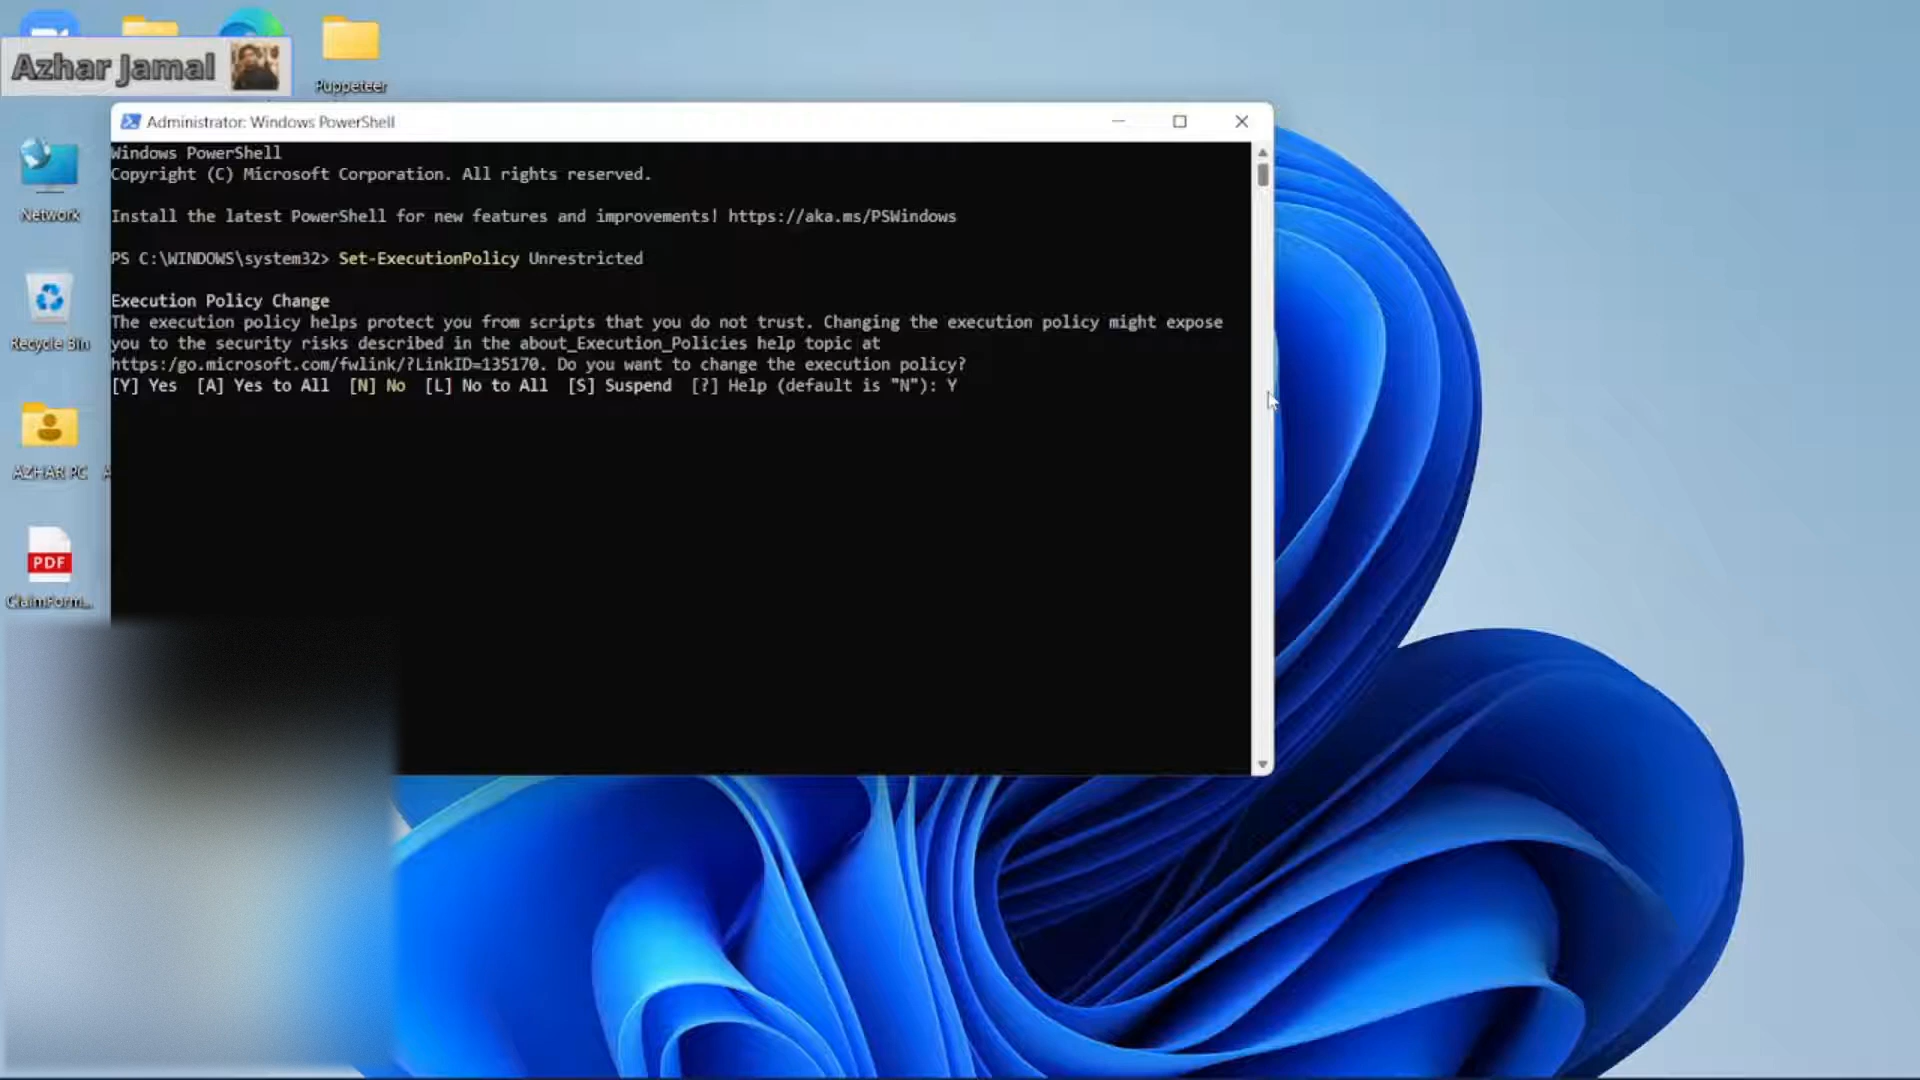 Azhar Jamal
Puppeteer
Administrator: Windows PowerShell
Windows PowerShell
Copyright (C) Microsoft Corporation. All rights reserved.
Install the latest PowerShell for new features and improvements! https://aka.ms/PSWindows
PS C:\WINDOWS\system32> Set-ExecutionPolicy Unrestricted
Execution Policy Change
The execution policy helps protect you from scripts that you do not trust. Changing the execution policy might expose
you to the security risks described in the about_Execution_Policies help topic at
https:/go.microsoft.com/fwlink/?LinkID=135170. Do you want to change the execution policy?
[Y] Yes  [A] Yes to All  [N] No  [L] No to All  [S] Suspend  [?] Help (default is "N"): Y
Network
Recycle Bin
AZHAR PC
ClaimForm...
PDF